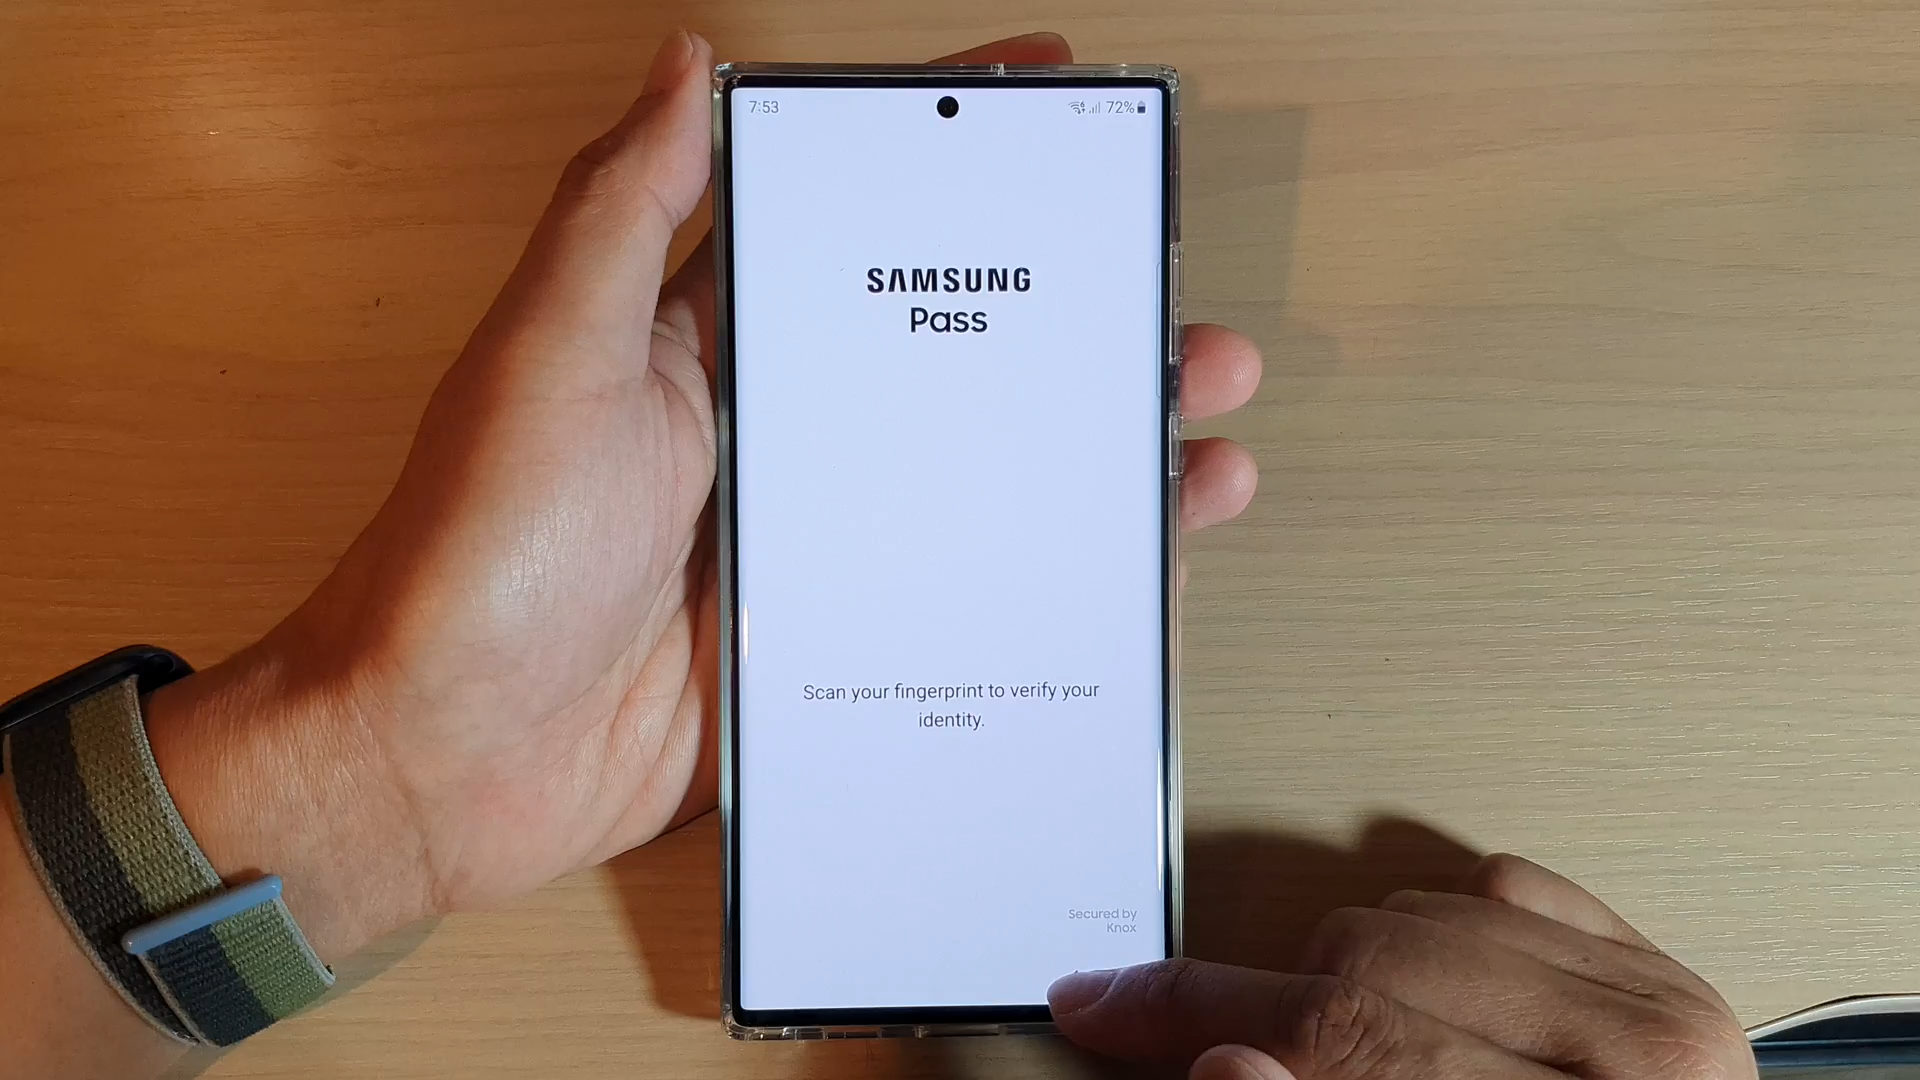 7:53
72%
SAMSUNG
Pass
Scan your fingerprint to verify your
identity.
Secured by
Knox